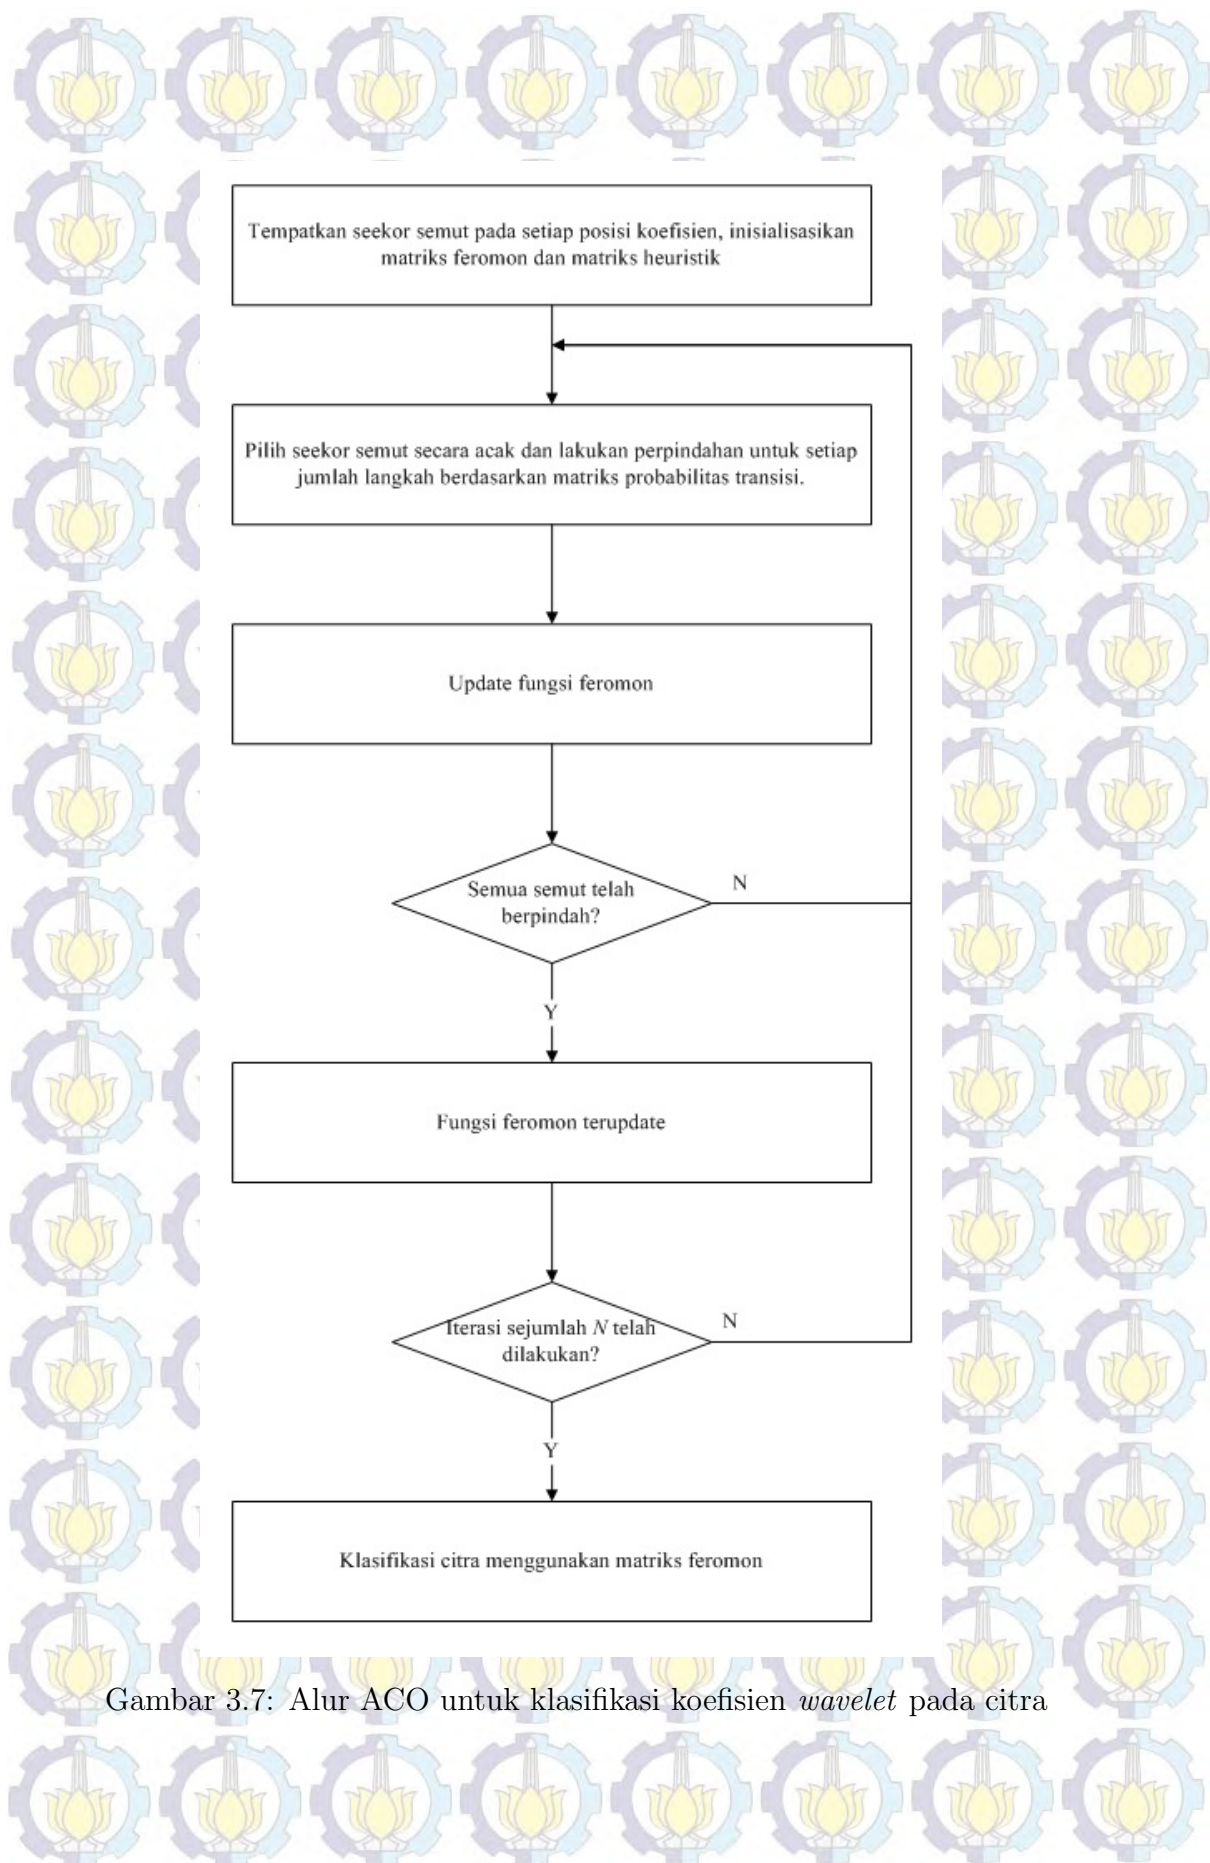 Tempatkan seekor semut pada setiap posisi koefisien, inisialisasikan
matriks feromon dan matriks heuristik
Pilih seekor semut secara acak dan lakukan perpindahan untuk setiap
jumlah langkah berdasarkan matriks probabilitas transisi.
Update fungsi feromon
Semua semut telah
berpindah?
N
Y
Fungsi feromon terupdate
Iterasi sejumlah N telah
dilakukan?
N
Y
Klasifikasi citra menggunakan matriks feromon
Gambar 3.7: Alur ACO untuk klasifikasi koefisien wavelet pada citra